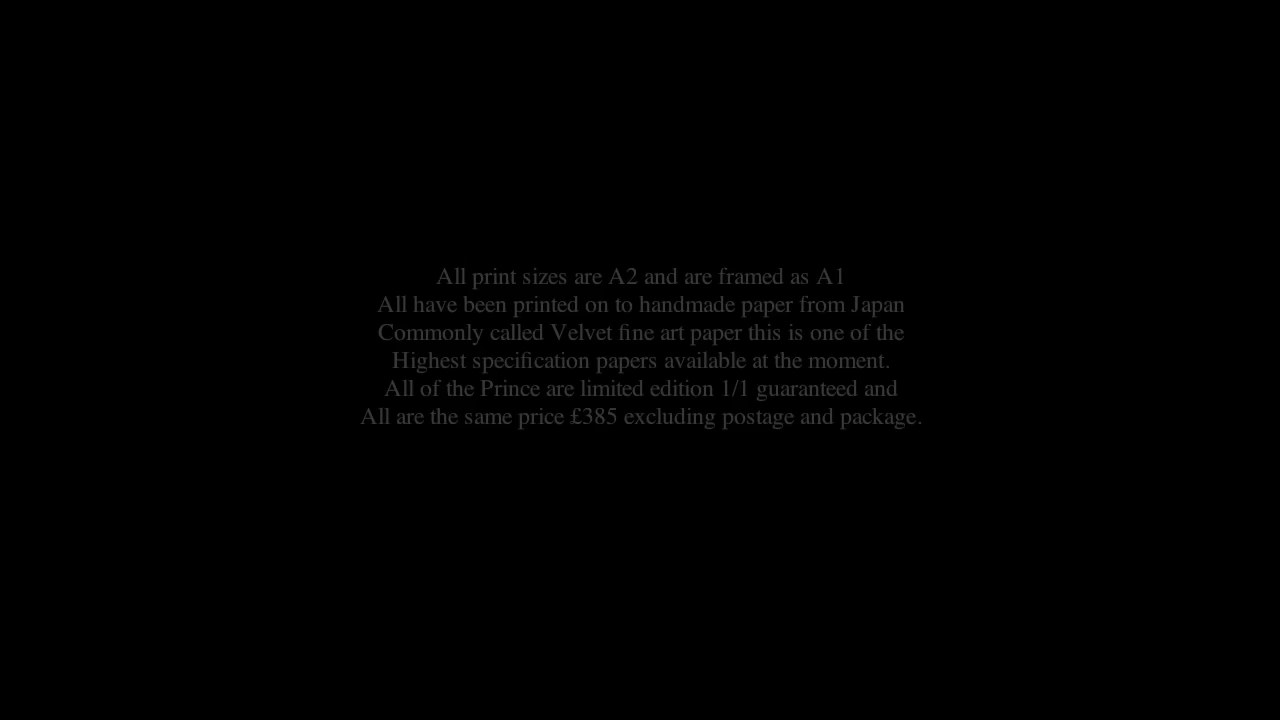 All print sizes are A2 and are framed as A1
All have been printed on to handmade paper from Japan
Commonly called Velvet fine art paper this is one of the
Highest specification papers available at the moment.
All of the Prince are limited edition 1/1 guaranteed and
All are the same price £385 excluding postage and package.